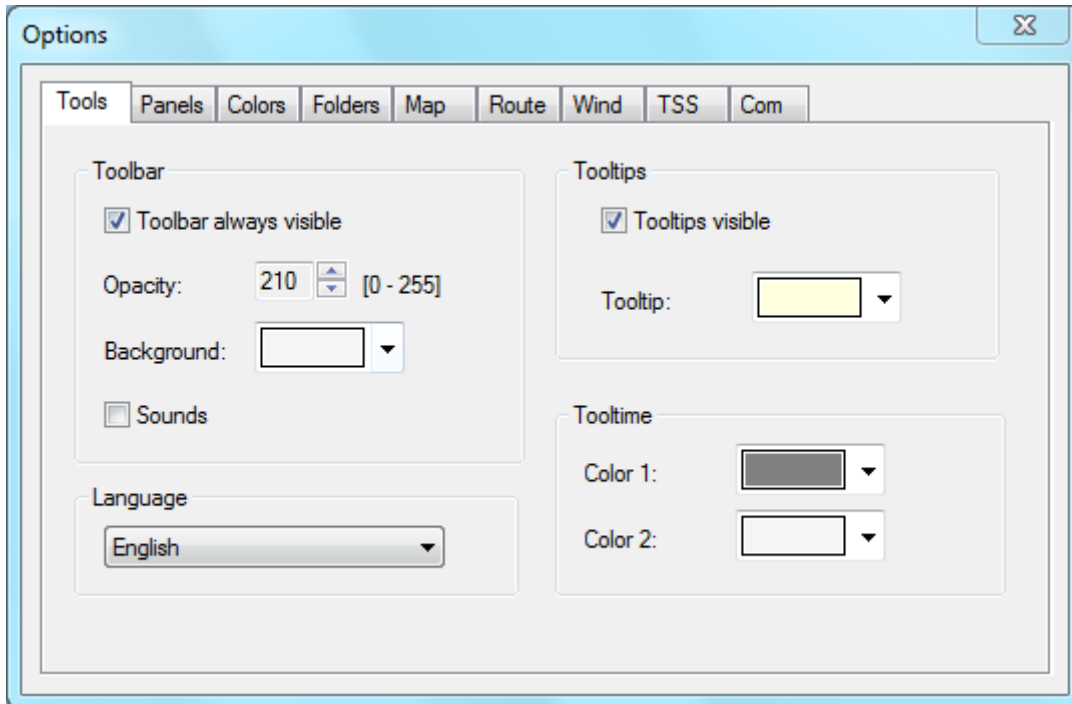 Options
Tools Panels Colors Folders Map Route Wind TSS Com
Toolbar
Toolbar always visible
Opacity: 210 [0 - 255]
Background:
Sounds
Language
English
Tooltips
Tooltips visible
Tooltip:
Tooltime
Color 1:
Color 2: